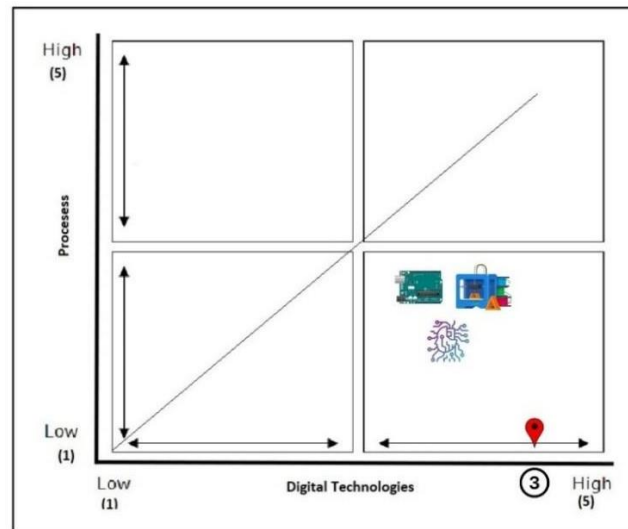 High
(5)
Procesess
Low
(1)
Low
(1)
Digital Technologies
3
High
(5)